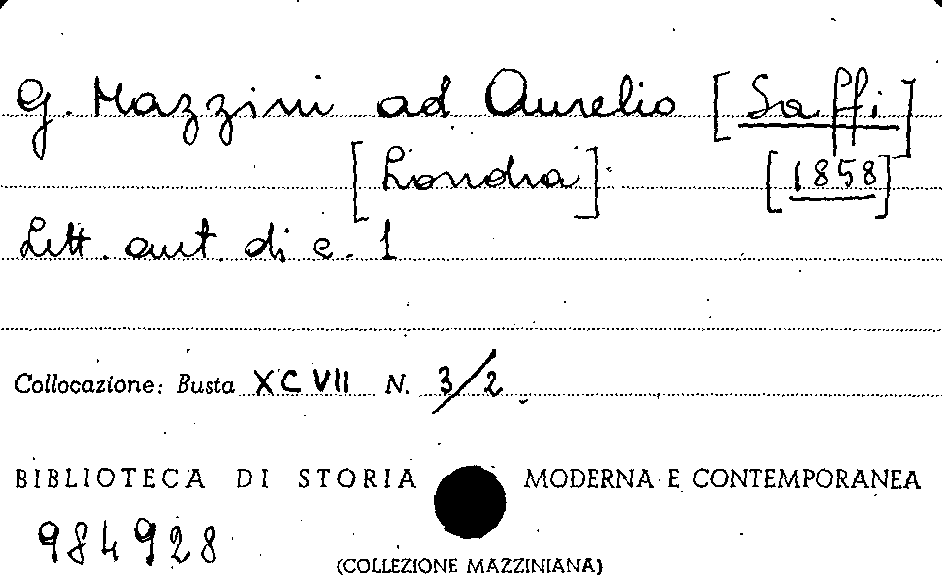 G. Mazzini ad Aurelio [Saffi]
[Londra] [1858]
Lett. aut. di c. 1
Collocazione: Busta XCVII N. 3/2
BIBLIOTECA DI STORIA MODERNA E CONTEMPORANEA
984928
(COLLEZIONE MAZZINIANA)